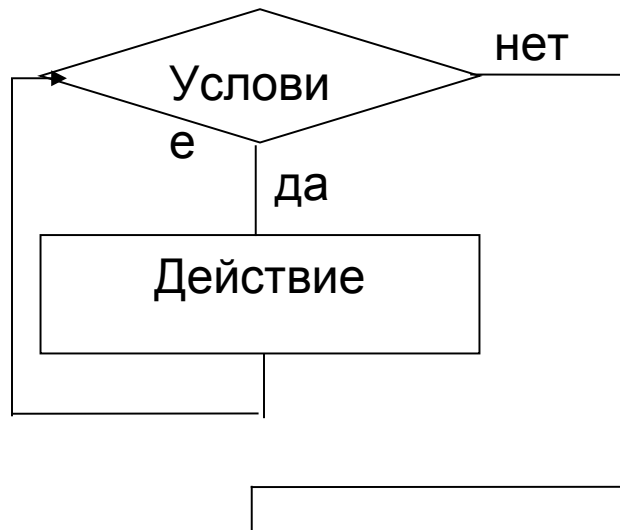 нет
Услови
е
да
Действие